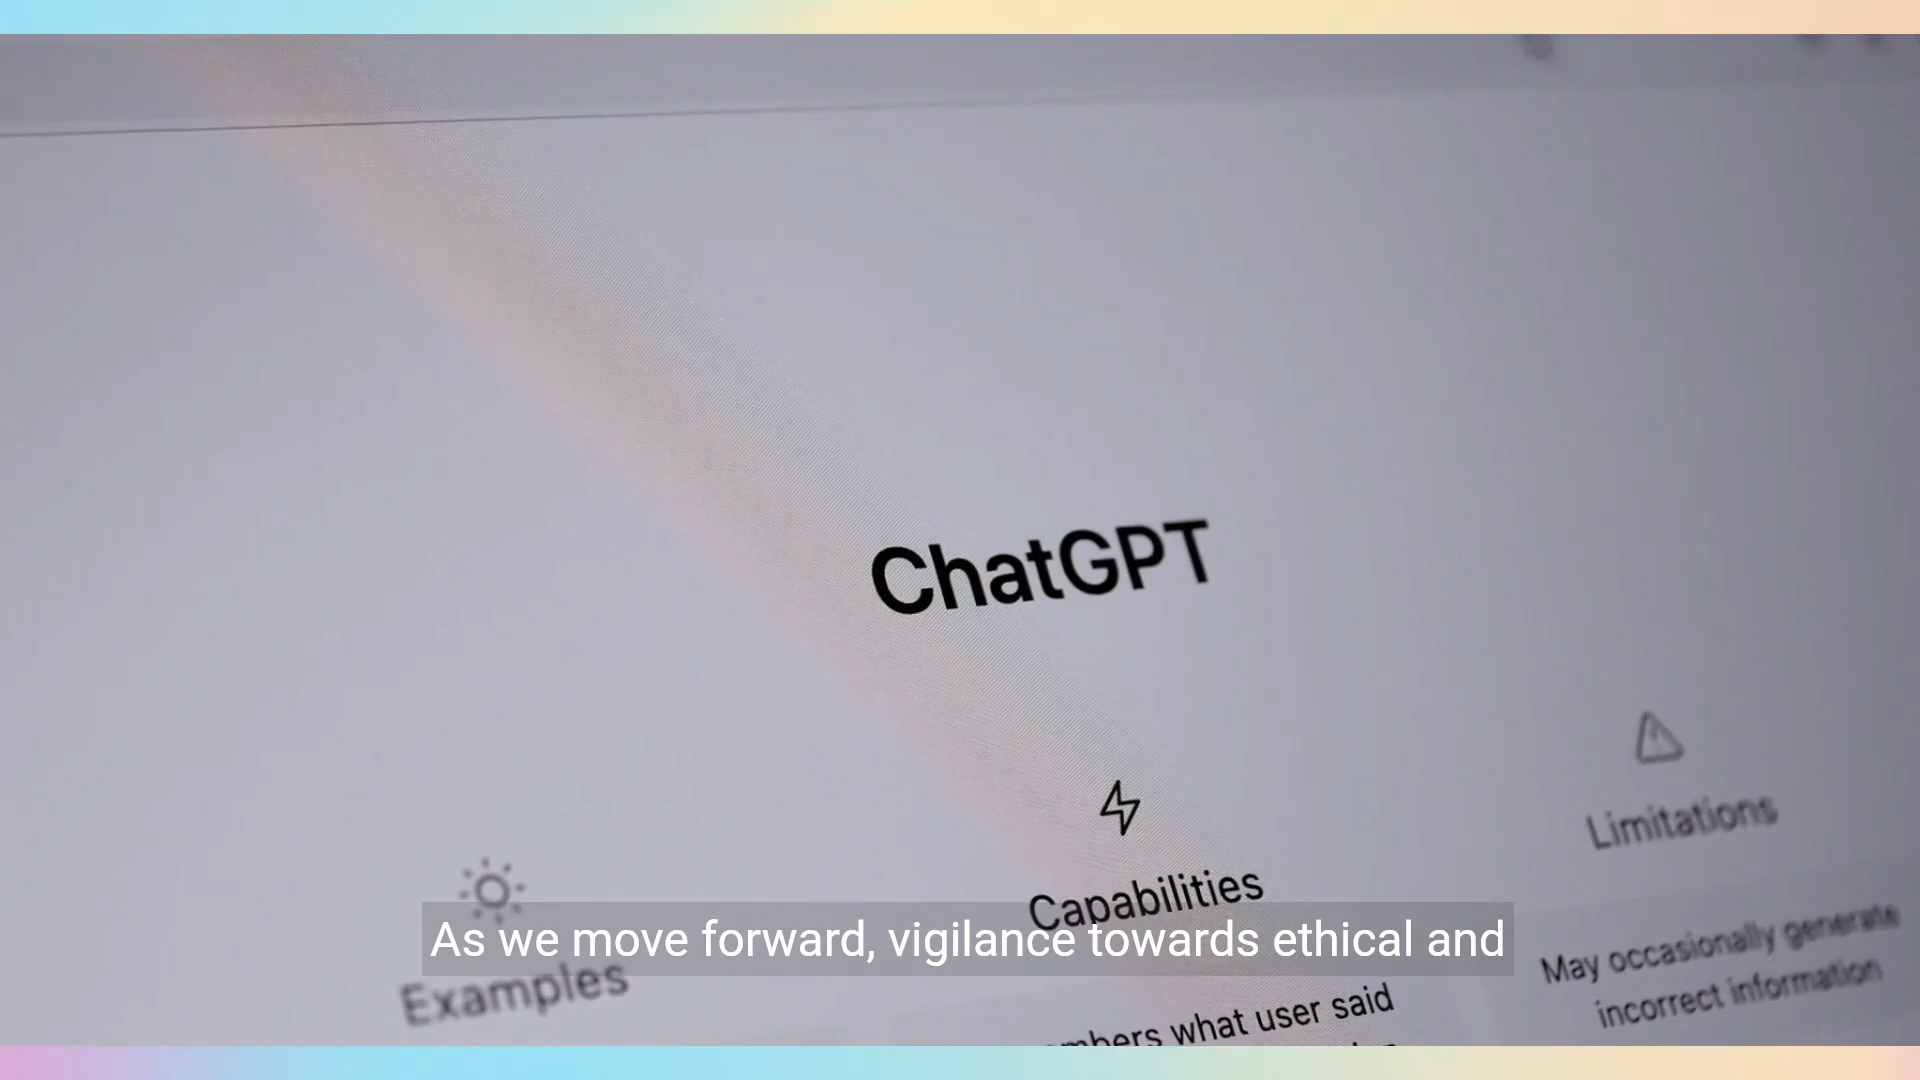 ChatGPT
Capabilities
Limitations
Examples
As we move forward, vigilance towards ethical and
May occasionally generate
incorrect information
what user said